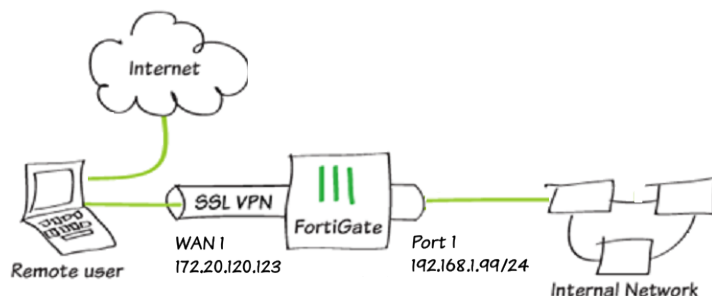 Internet
SSL VPN
FortiGate
WAN 1
172.20.120.123
Port 1
192.168.1.99/24
Remote user
Internal Network